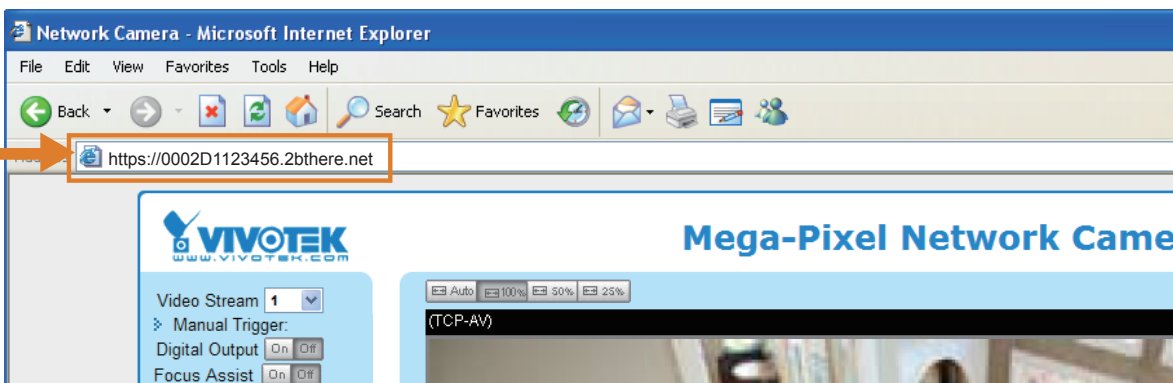 Network Camera - Microsoft Internet Explorer
File Edit View Favorites Tools Help
Back Search Favorites
https://0002D1123456.2bthere.net
VIVOTEK
www.vivotek.com
Mega-Pixel Network Came
Auto 100% 50% 25%
Video Stream 1
(TCP-AV)
Manual Trigger:
Digital Output On Off
Focus Assist On Off